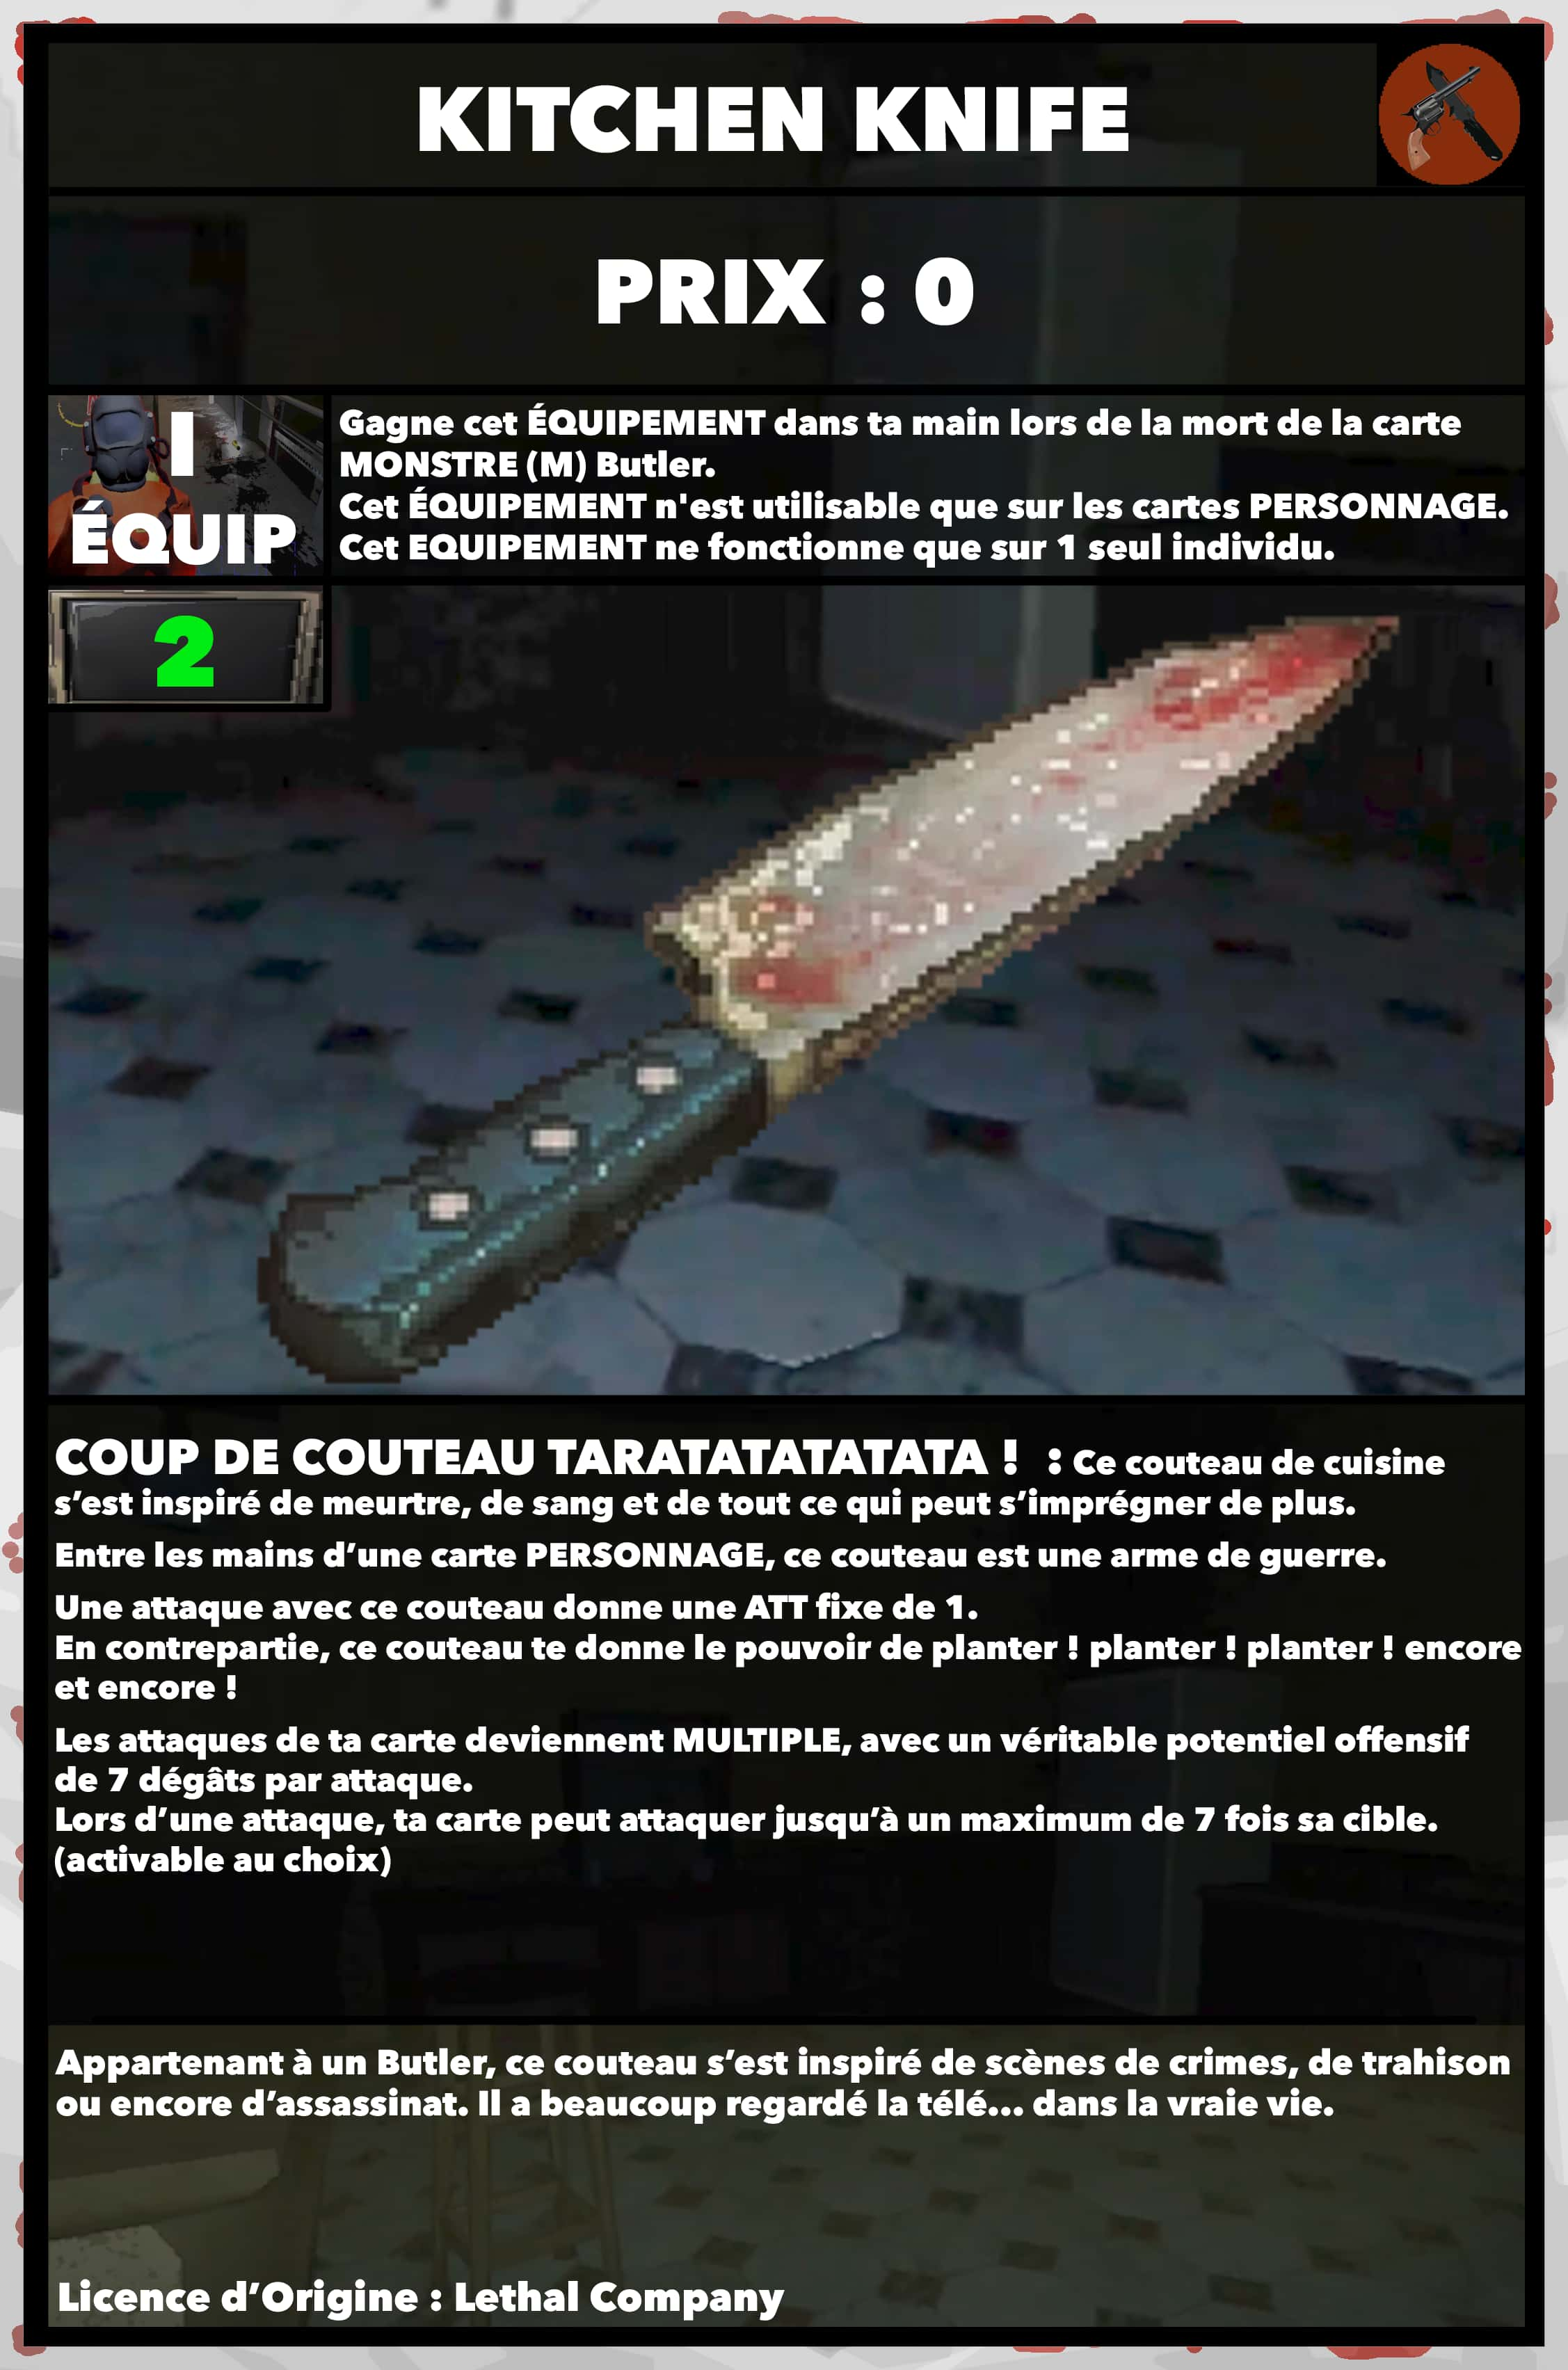 KITCHEN KNIFE
PRIX : 0
I
ÉQUIP
Gagne cet ÉQUIPEMENT dans ta main lors de la mort de la carte
MONSTRE (M) Butler.
Cet ÉQUIPEMENT n'est utilisable que sur les cartes PERSONNAGE.
Cet EQUIPEMENT ne fonctionne que sur 1 seul individu.
2
COUP DE COUTEAU TARATATATATATA ! : Ce couteau de cuisine
s’est inspiré de meurtre, de sang et de tout ce qui peut s’imprégner de plus.
Entre les mains d’une carte PERSONNAGE, ce couteau est une arme de guerre.
Une attaque avec ce couteau donne une ATT fixe de 1.
En contrepartie, ce couteau te donne le pouvoir de planter ! planter ! planter ! encore
et encore !
Les attaques de ta carte deviennent MULTIPLE, avec un véritable potentiel offensif
de 7 dégâts par attaque.
Lors d’une attaque, ta carte peut attaquer jusqu’à un maximum de 7 fois sa cible.
(activable au choix)
Appartenant à un Butler, ce couteau s’est inspiré de scènes de crimes, de trahison
ou encore d’assassinat. Il a beaucoup regardé la télé... dans la vraie vie.
Licence d’Origine : Lethal Company